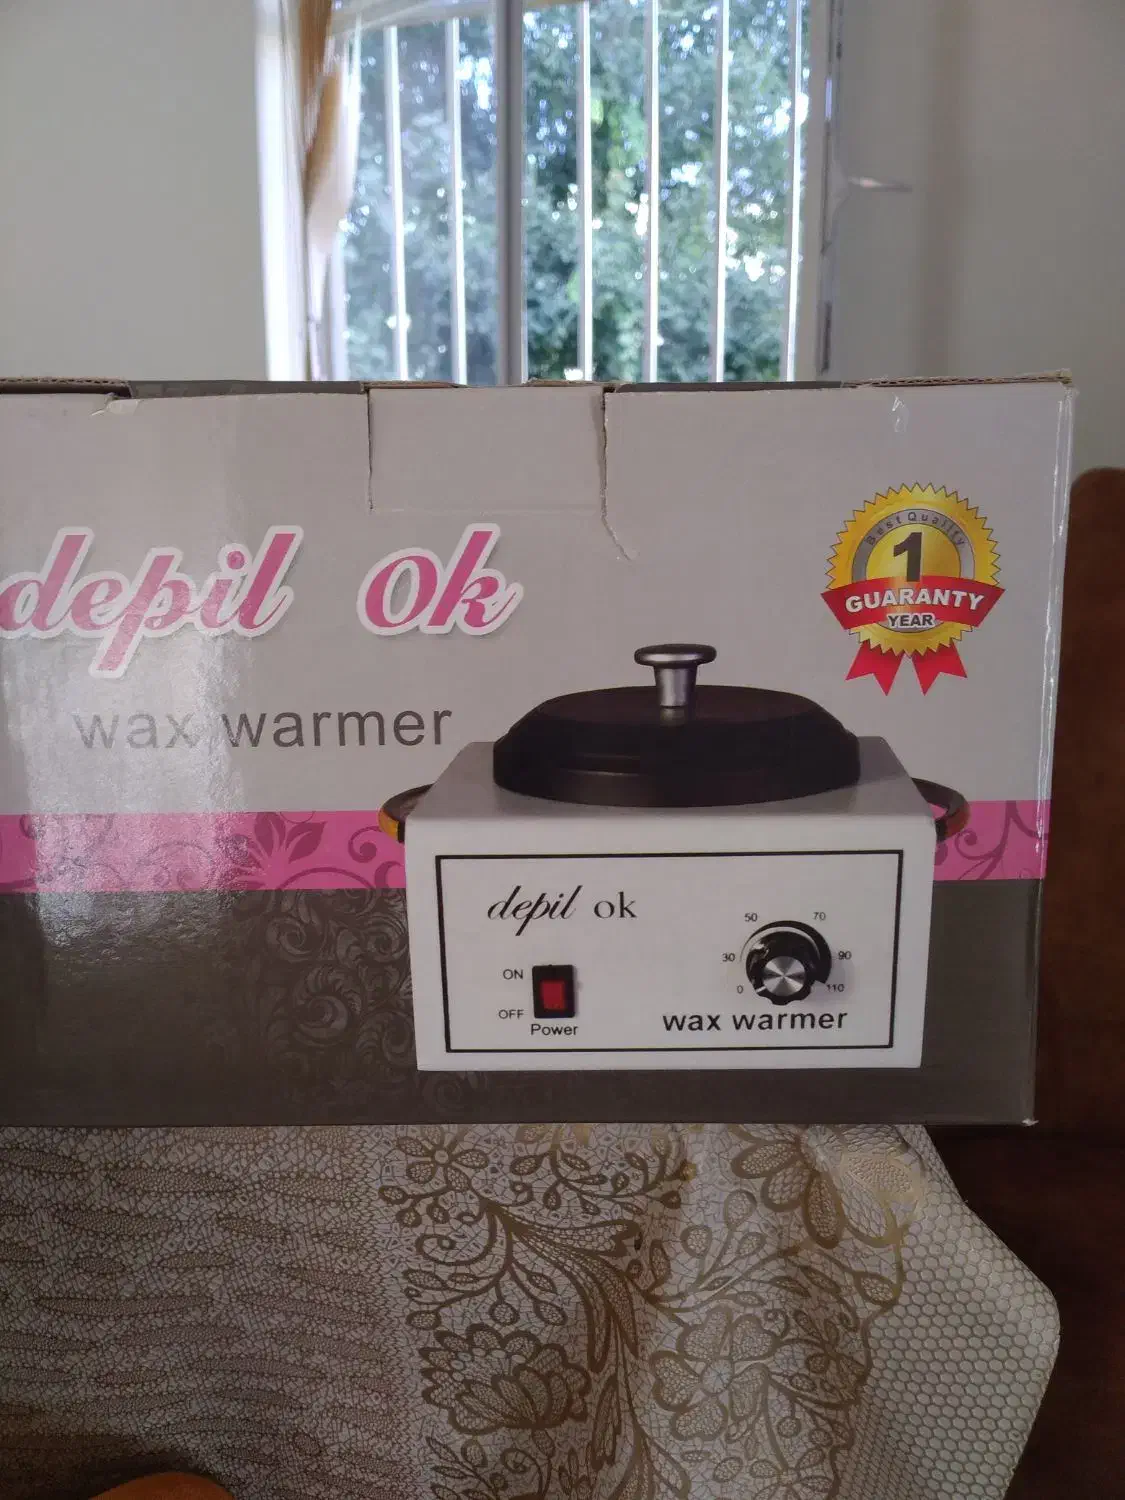 depil Ok
wax warmer
Best Quality
1
GUARANTY
YEAR
depil ok
ON
OFF
Power
50
70
30
90
0
110
wax warmer